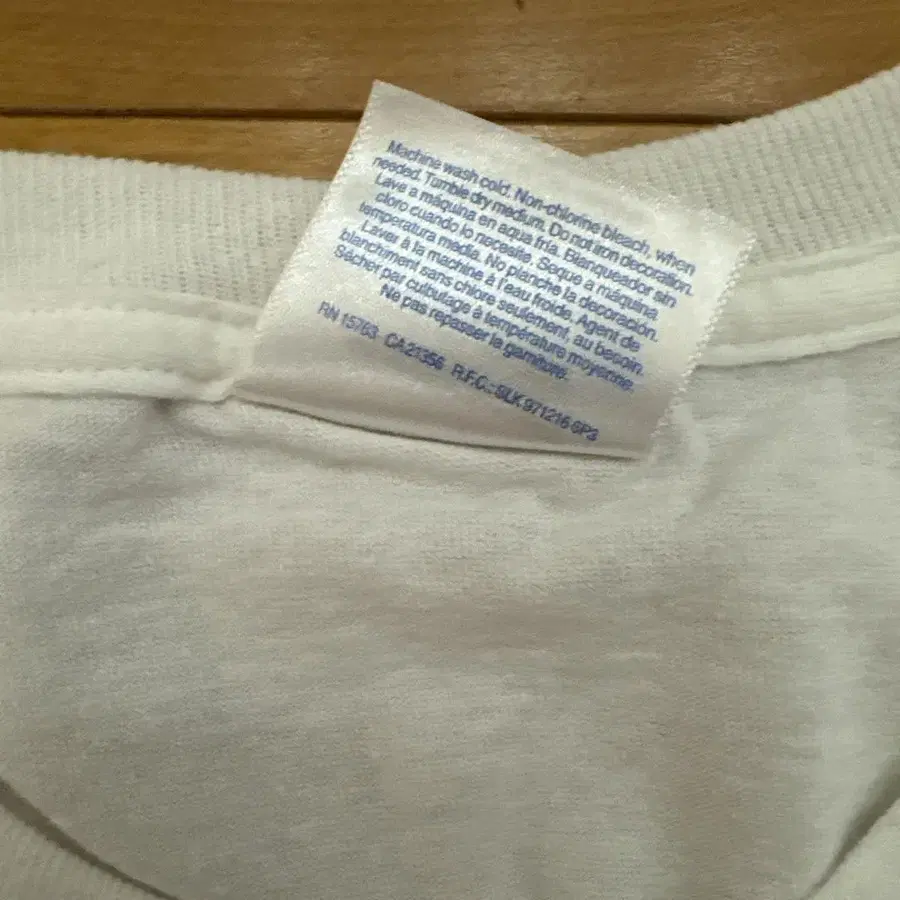 Machine wash cold. Non-chlorine bleach, when
needed. Tumble dry medium. Do not iron decoration.
Lave a máquina en aqua fría. Blanqueador sin
cloro cuando lo necesite. Seque a máquina
temperatura media. No planche la decoración.
Laver à la machine à l'eau froide. Agent de
blanchiment sans chlore seulement, au besoin.
Séchet par culbutage à température moyenne.
Ne pas repasser la garniture.
RN 15763 CA21356 R.F.C.:SLK 971216 6P3